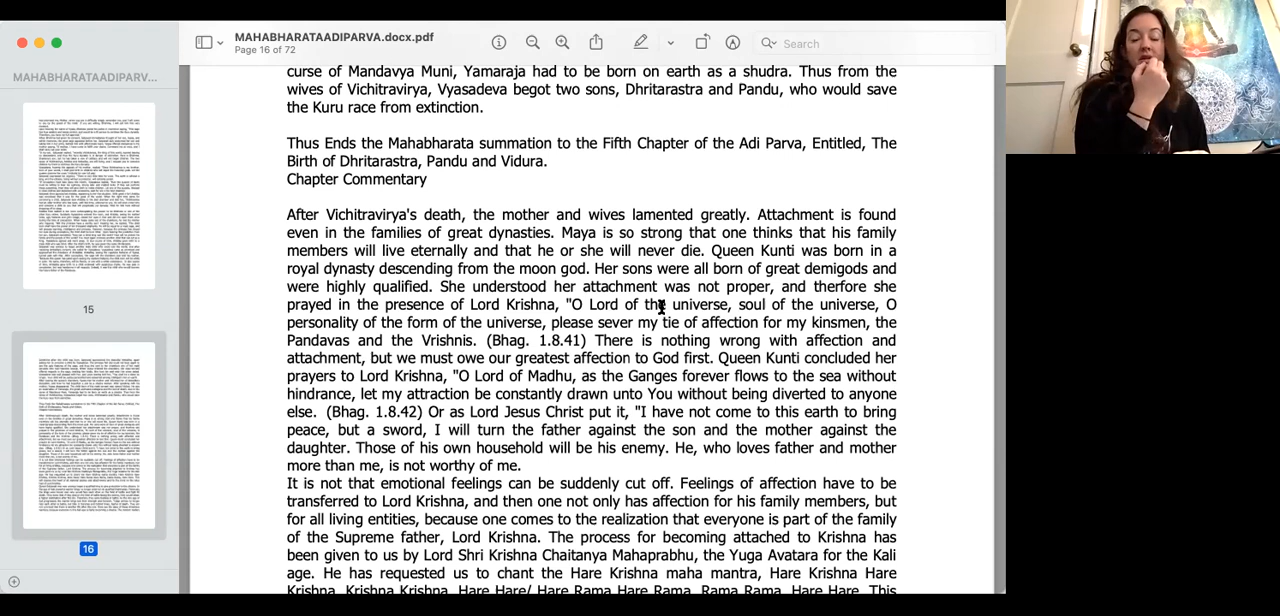 MAHABHARATAADIPARVA.docx.pdf
Page 16 of 72
Search
MAHABHARATAADIPARV...
15
16
curse of Mandavya Muni, Yamaraja had to be born on earth as a shudra. Thus from the
wives of Vichitravirya, Vyasadeva begot two sons, Dhritarastra and Pandu, who would save
the Kuru race from extinction.
Thus Ends the Mahabharata summation to the Fifth Chapter of the Adi Parva, Entitled, The
Birth of Dhritarastra, Pandu and Vidura.
Chapter Commentary
After Vichitravirya's death, the mother and wives lamented greatly. Attachment is found
even in the families of great dynasties. Maya is so strong that one thinks that his family
member will live eternally and that he or she will never die. Queen Kunti was born in a
royal dynasty descending from the moon god. Her sons were all born of great demigods and
were highly qualified. She understood her attachment was not proper, and therfore she
prayed in the presence of Lord Krishna, "O Lord of the universe, soul of the universe, O
personality of the form of the universe, please sever my tie of affection for my kinsmen, the
Pandavas and the Vrishnis. (Bhag. 1.8.41) There is nothing wrong with affection and
attachment, but we must owe our greatest affection to God first. Queen Kunti concluded her
prayer to Lord Krishna, "O Lord of Madhu, as the Ganges forever flows to the sea without
hindrance, let my attraction be constantly drawn unto You without being diverted to anyone
else. (Bhag. 1.8.42) Or as Lord Jesus Christ put it, "I have not come to this earth to bring
peace, but a sword, I will set the father against the son and the mother against the
daughter. Those of his own household will be his enemy. He, who loves father and mother
more than me, is not worthy of me.
It is not that emotional feelings can be suddenly cut off. Feelings of affection have to be
transfered to Lord Krishna, and than one not only has affection for his family members, but
for all living entities, because one comes to the realization that everyone is part of the family
of the Supreme father, Lord Krishna. The process for becoming attached to Krishna has
been given to us by Lord Shri Krishna Chaitanya Mahaprabhu, the Yuga Avatara for the Kali
age. He has requested us to chant the Hare Krishna maha mantra, Hare Krishna Hare
Krishna, Krishna Krishna, Hare Hare/ Hare Rama Hare Rama, Rama Rama, Hare Hare. This